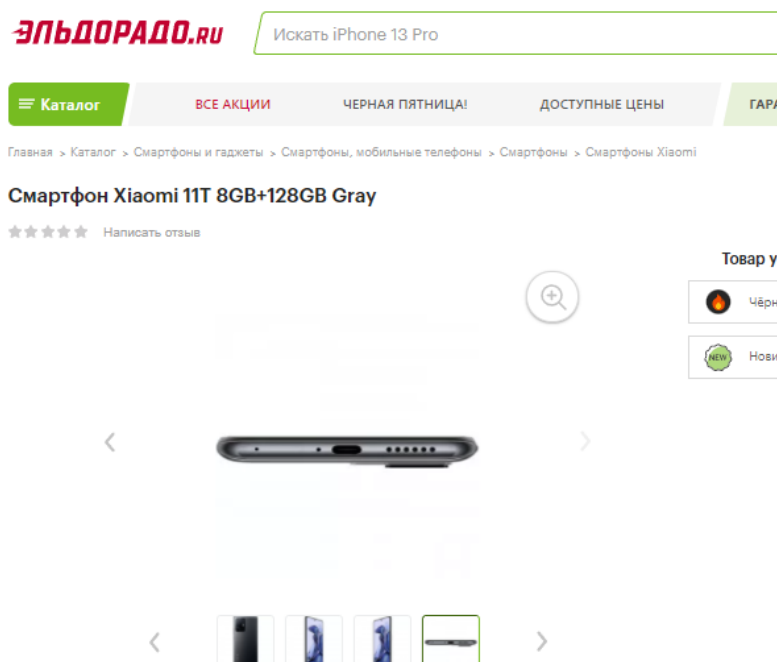 ЭЛЬДОРАДО.RU
Искать iPhone 13 Pro
Каталог
ВСЕ АКЦИИ
ЧЕРНАЯ ПЯТНИЦА!
ДОСТУПНЫЕ ЦЕНЫ
Главная > Каталог > Смартфоны и гаджеты > Смартфоны, мобильные телефоны > Смартфоны > Смартфоны Xiaomi
Смартфон Xiaomi 11T 8GB+128GB Gray
Написать отзыв
Товар
NEW